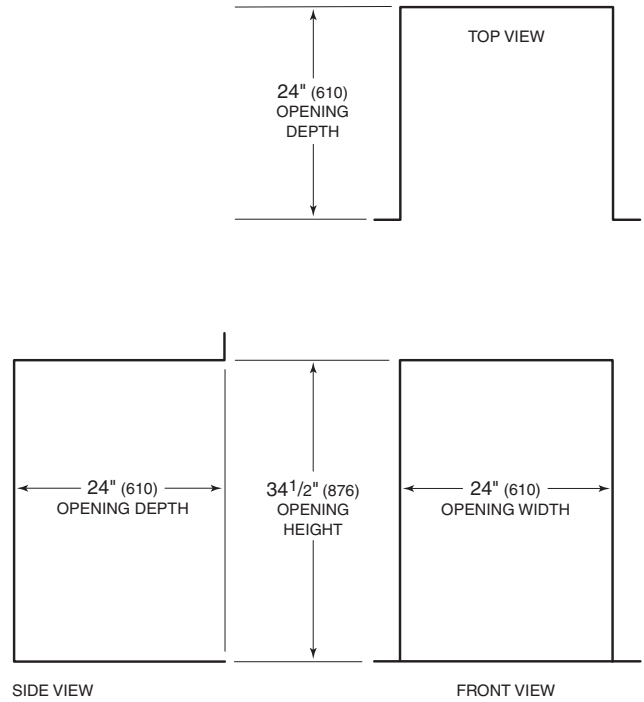 TOP VIEW
24" (610)
OPENING
DEPTH
24" (610)
OPENING DEPTH
34 1/2" (876)
OPENING
HEIGHT
24" (610)
OPENING WIDTH
SIDE VIEW
FRONT VIEW